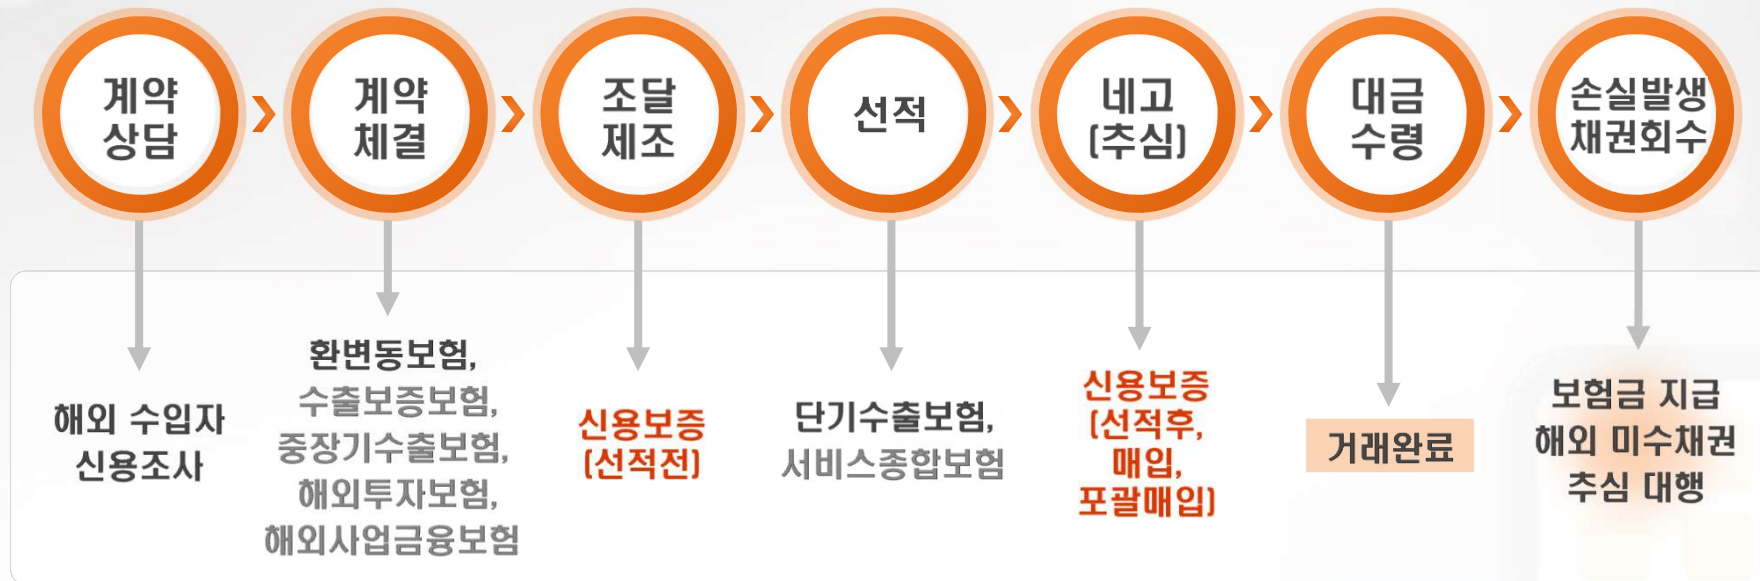 계약
상담
계약
체결
조달
제조
선적
네고
(추심)
대금
수령
손실발생
채권회수
해외 수입자
신용조사
환변동보험,
수출보증보험,
중장기수출보험,
해외투자보험,
해외사업금융보험
신용보증
(선적전)
단기수출보험,
서비스종합보험
신용보증
(선적후,
매입,
포괄매입)
거래완료
보험금 지급
해외 미수채권
추심 대행